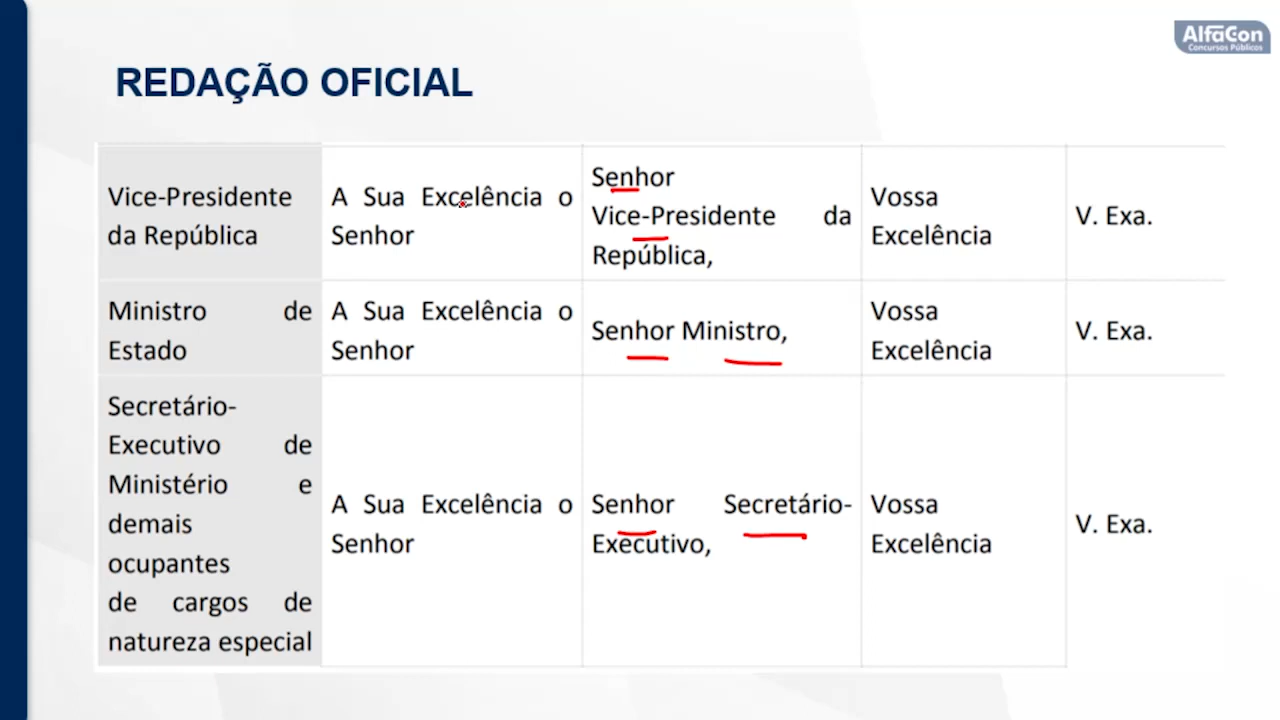 AlfaCon
Concursos Públicos
REDAÇÃO OFICIAL
Vice-Presidente
da República
A Sua Excelência o
Senhor
Senhor
Vice-Presidente da
República,
Vossa
Excelência
V. Exa.
Ministro de
Estado
A Sua Excelência o
Senhor
Senhor Ministro,
Vossa
Excelência
V. Exa.
Secretário-
Executivo de
Ministério e
demais
ocupantes
de cargos de
natureza especial
A Sua Excelência o
Senhor
Senhor Secretário-
Executivo,
Vossa
Excelência
V. Exa.